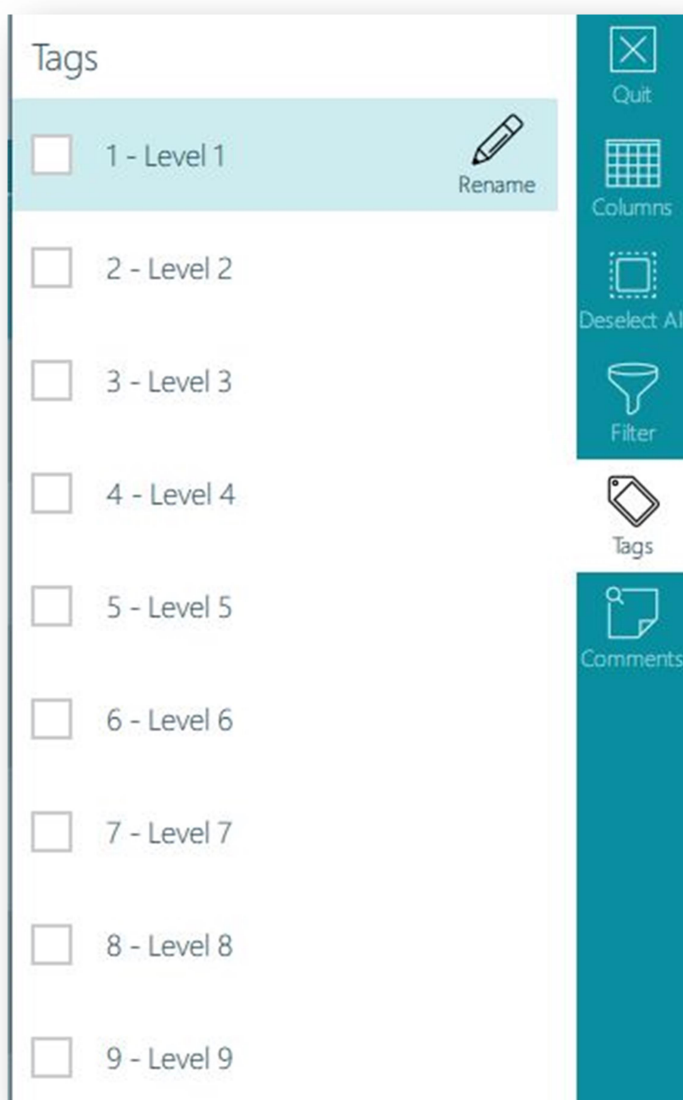 Tags
1 - Level 1
Rename
2 - Level 2
3 - Level 3
4 - Level 4
5 - Level 5
6 - Level 6
7 - Level 7
8 - Level 8
9 - Level 9
Quit
Columns
Deselect Al
Filter
Tags
Comments